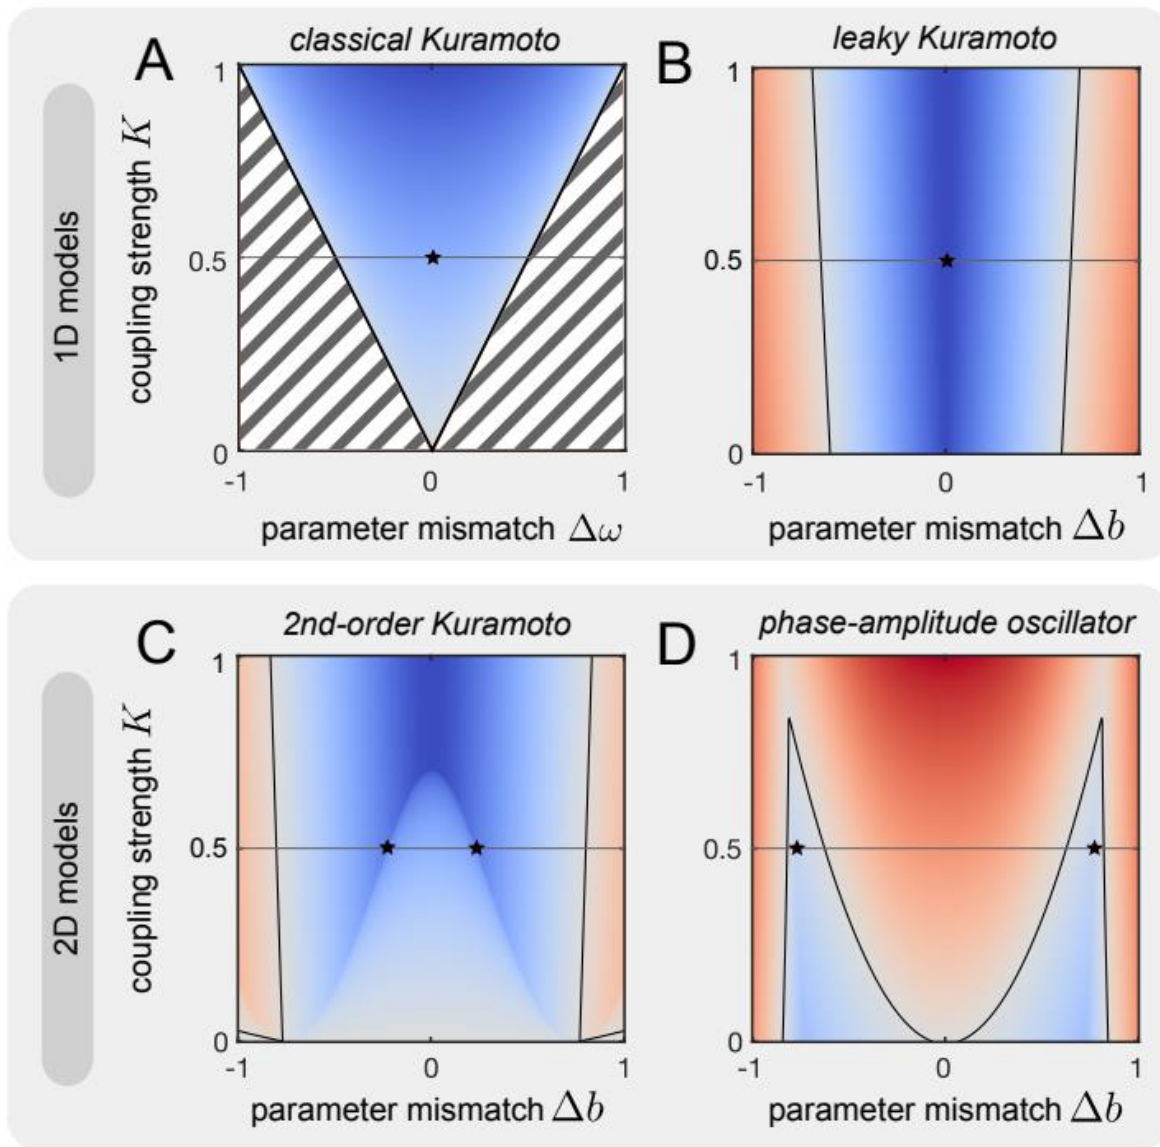 A
classical Kuramoto
B
leaky Kuramoto
1D models
coupling strength K
1
0.5
0
-1
0
1
parameter mismatch Δω
1
0.5
0
-1
0
1
parameter mismatch Δb
C
2nd-order Kuramoto
D
phase-amplitude oscillator
2D models
coupling strength K
1
0.5
0
-1
0
1
parameter mismatch Δb
1
0.5
0
-1
0
1
parameter mismatch Δb